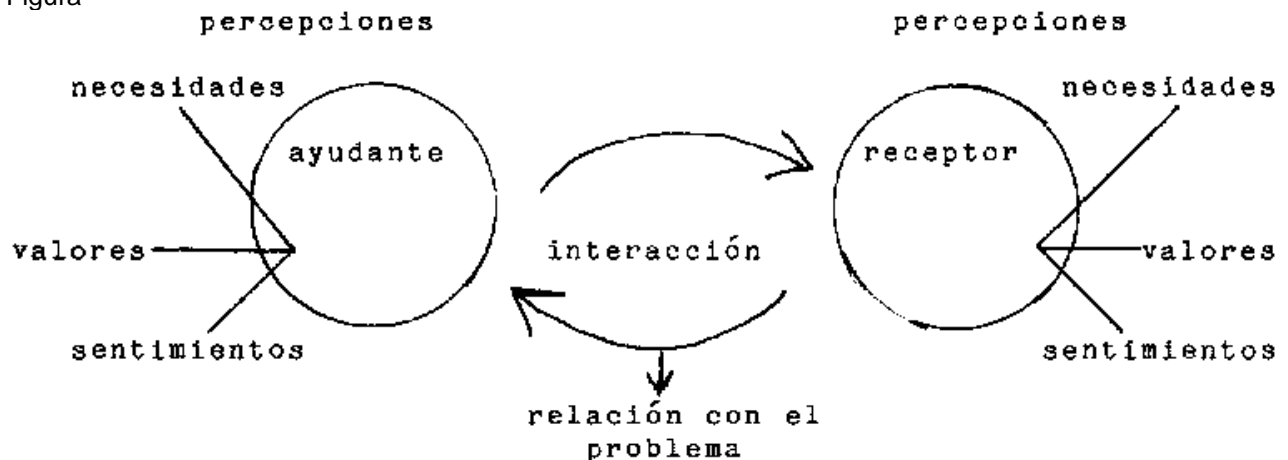 Figura
percepciones percepciones
necesidades necesidades
ayudante receptor
valores interacción valores
sentimientos sentimientos
relación con el
problema